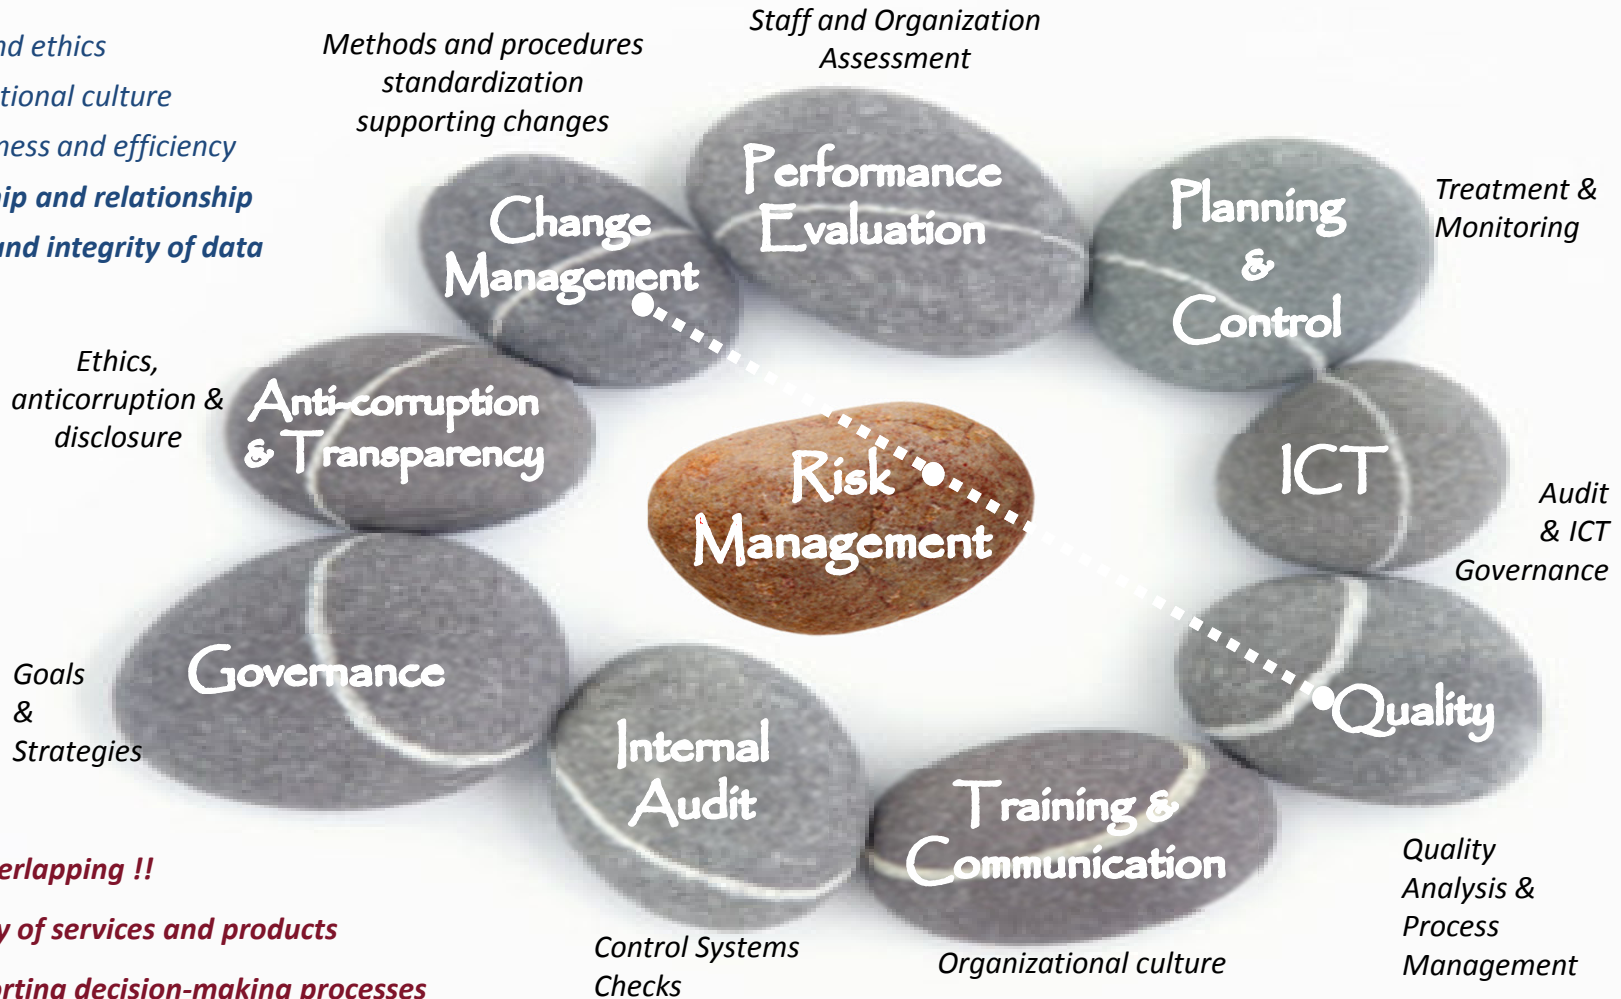 nd ethics
tional culture
ness and efficiency
ip and relationship
and integrity of data
Methods and procedures
standardization
supporting changes
Staff and Organization
Assessment
Change
Management
Performance
Evaluation
Planning
&
Control
Treatment &
Monitoring
Ethics,
anticorruption &
disclosure
Anti-corruption
& Transparency
Risk
Management
ICT
Audit
& ICT
Governance
Goals
&
Strategies
Governance
Internal
Audit
Training &
Communication
Quality
Quality
Analysis &
Process
Management
Control Systems
Checks
Organizational culture
erlapping !!
y of services and products
rting decision-making processes